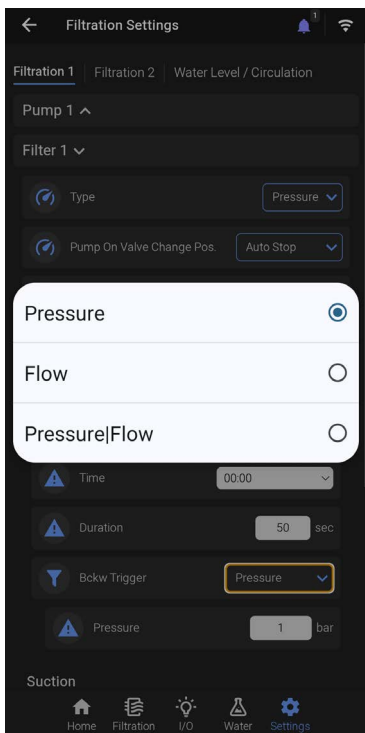 Filtration Settings
1
Filtration 1 Filtration 2 Water Level / Circulation
Pump 1
Filter 1
Type Pressure
Pump On Valve Change Pos. Auto Stop
Pressure
Flow
Pressure|Flow
Time 00:00
Duration 50 sec
Bckw Trigger Pressure
Pressure 1 bar
Suction
Home Filtration I/O Water Settings